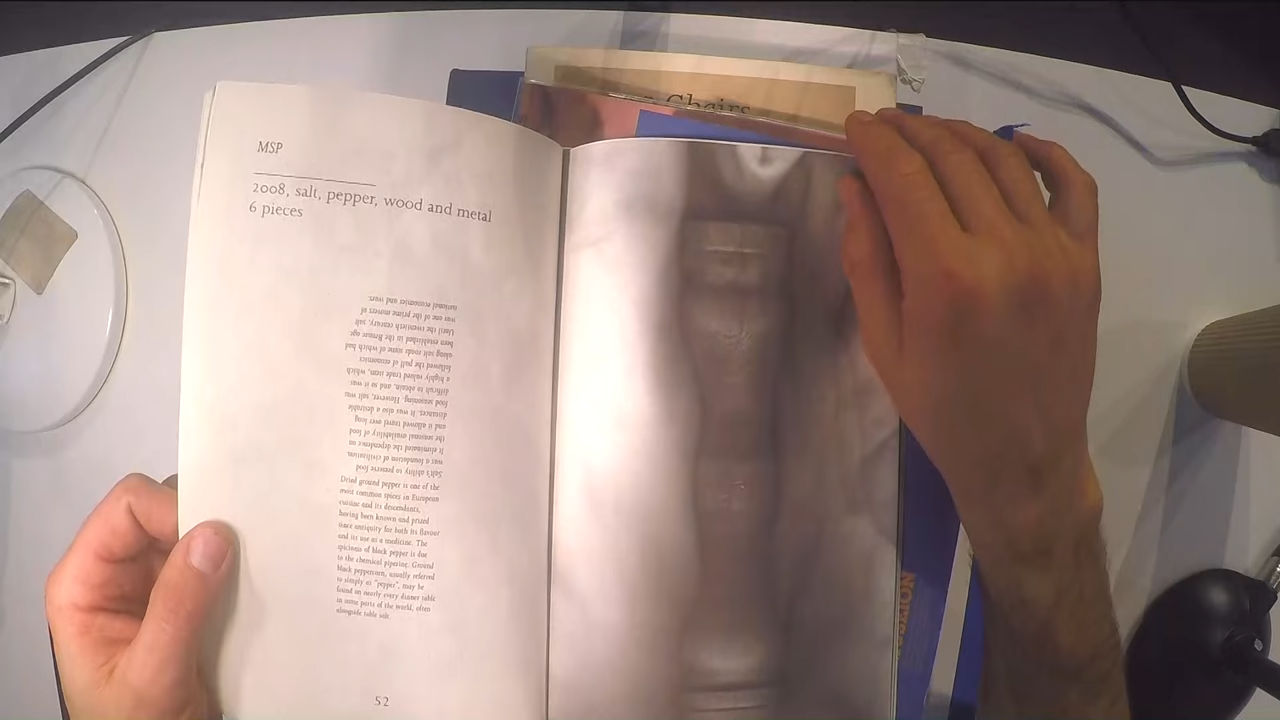 Chairs
MSP
2008, salt, pepper, wood and metal
6 pieces
Salt's ability to preserve food
was a foundation of civilisation.
It eliminated the dependence on
the seasonal availability of food
and it allowed travel over long
distances. It was also a desirable
food seasoning. However, salt was
difficult to obtain, and so it was
a highly valued trade item, which
followed the pull of economics
along salt roads some of which had
been established in the Bronze age.
Until the twentieth century, salt
was one of the prime movers of
national economies and wars.
Dried ground pepper is one of the
most common spices in European
cuisine and its descendants,
having been known and prized
since antiquity for both its flavour
and its use as a medicine. The
spiciness of black pepper is due
to the chemical piperine. Ground
black peppercorn, usually referred
to simply as "pepper", may be
found on nearly every dinner table
in some parts of the world, often
alongside table salt.
52